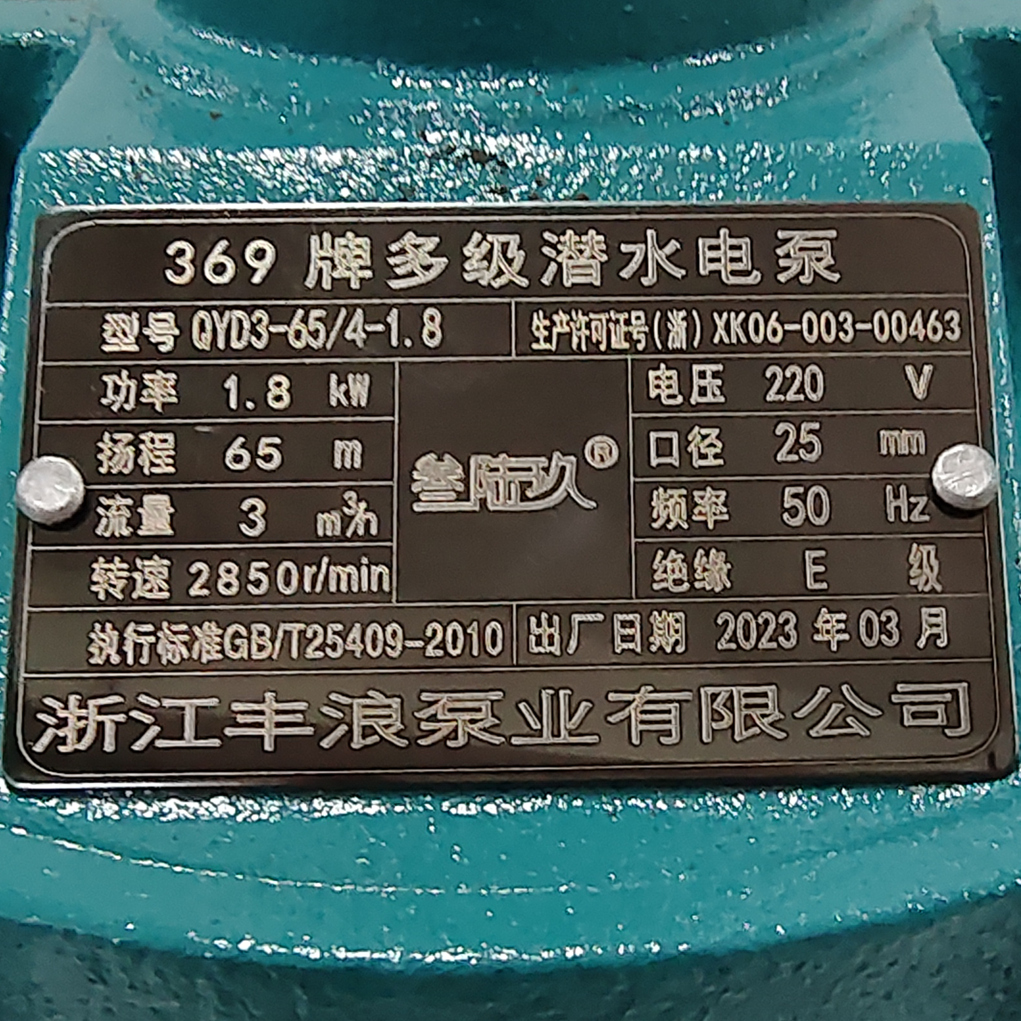 369 牌多级潜水电泵
型号 QYD3-65/4-1.8 生产许可证号(浙) XK06-003-00463
功率 1.8 kW 电压 220 V
扬程 65 m 口径 25 mm
叁陆玖®
流量 3 m³/h 频率 50 Hz
转速 2850r/min 绝缘 E 级
执行标准GB/T25409-2010 出厂日期 2023 年 03 月
浙江丰浪泵业有限公司